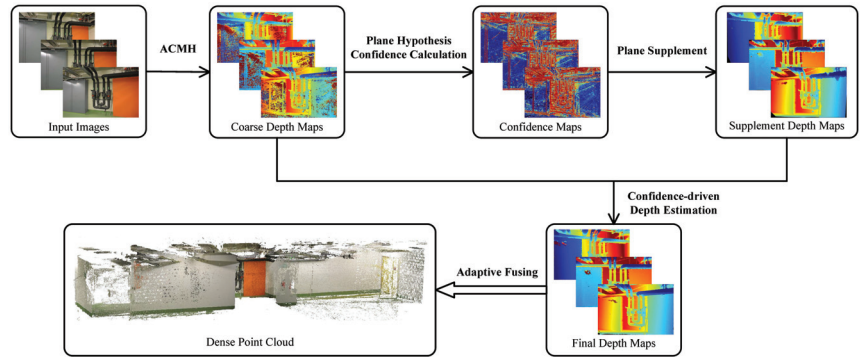 ACMH
Plane Hypothesis
Confidence Calculation
Plane Supplement
Input Images
Coarse Depth Maps
Confidence Maps
Supplement Depth Maps
Confidence-driven
Depth Estimation
Adaptive Fusing
Dense Point Cloud
Final Depth Maps